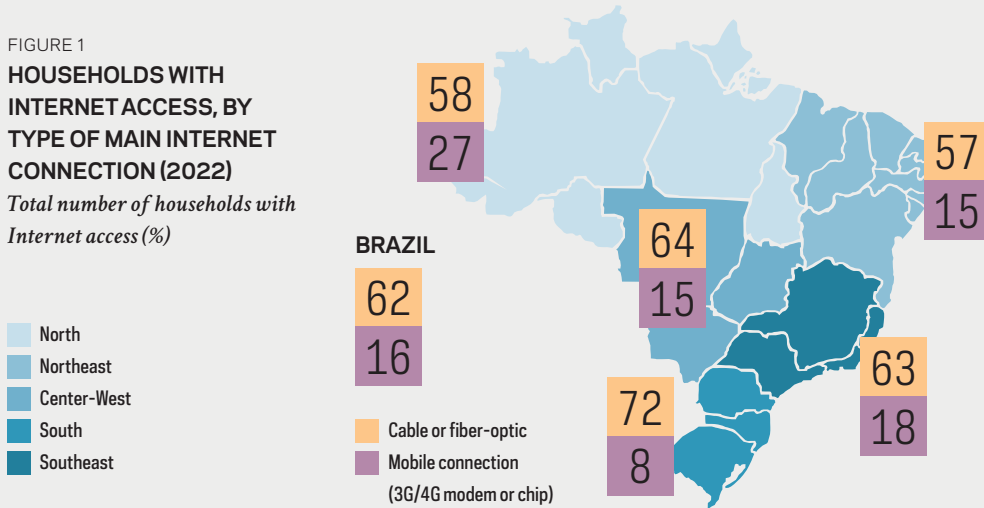 FIGURE 1
HOUSEHOLDS WITH
INTERNET ACCESS, BY
TYPE OF MAIN INTERNET
CONNECTION (2022)
Total number of households with
Internet access (%)
North
Northeast
Center-West
South
Southeast
BRAZIL
62
16
Cable or fiber-optic
Mobile connection
(3G/4G modem or chip)
58
27
57
15
64
15
63
18
72
8